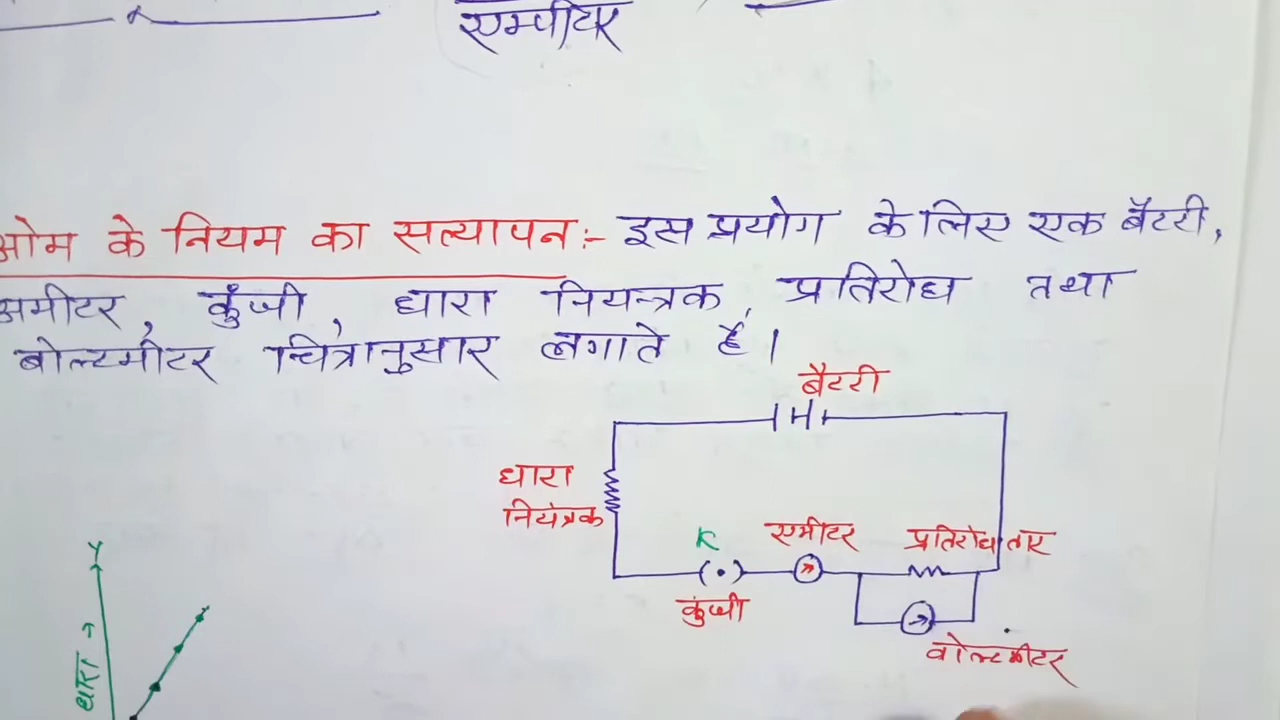 एम्पीयर
ओम के नियम का सत्यापन :- इस प्रयोग के लिए एक बैटरी,
अमीटर, कुंजी, धारा नियन्त्रक, प्रतिरोध तथा
वोल्टमीटर चित्रानुसार लगाते हैं।
बैटरी
धारा
नियंत्रक
K
एमीटर
प्रतिरोध तार
कुंजी
वोल्टमीटर
Y
धारा →